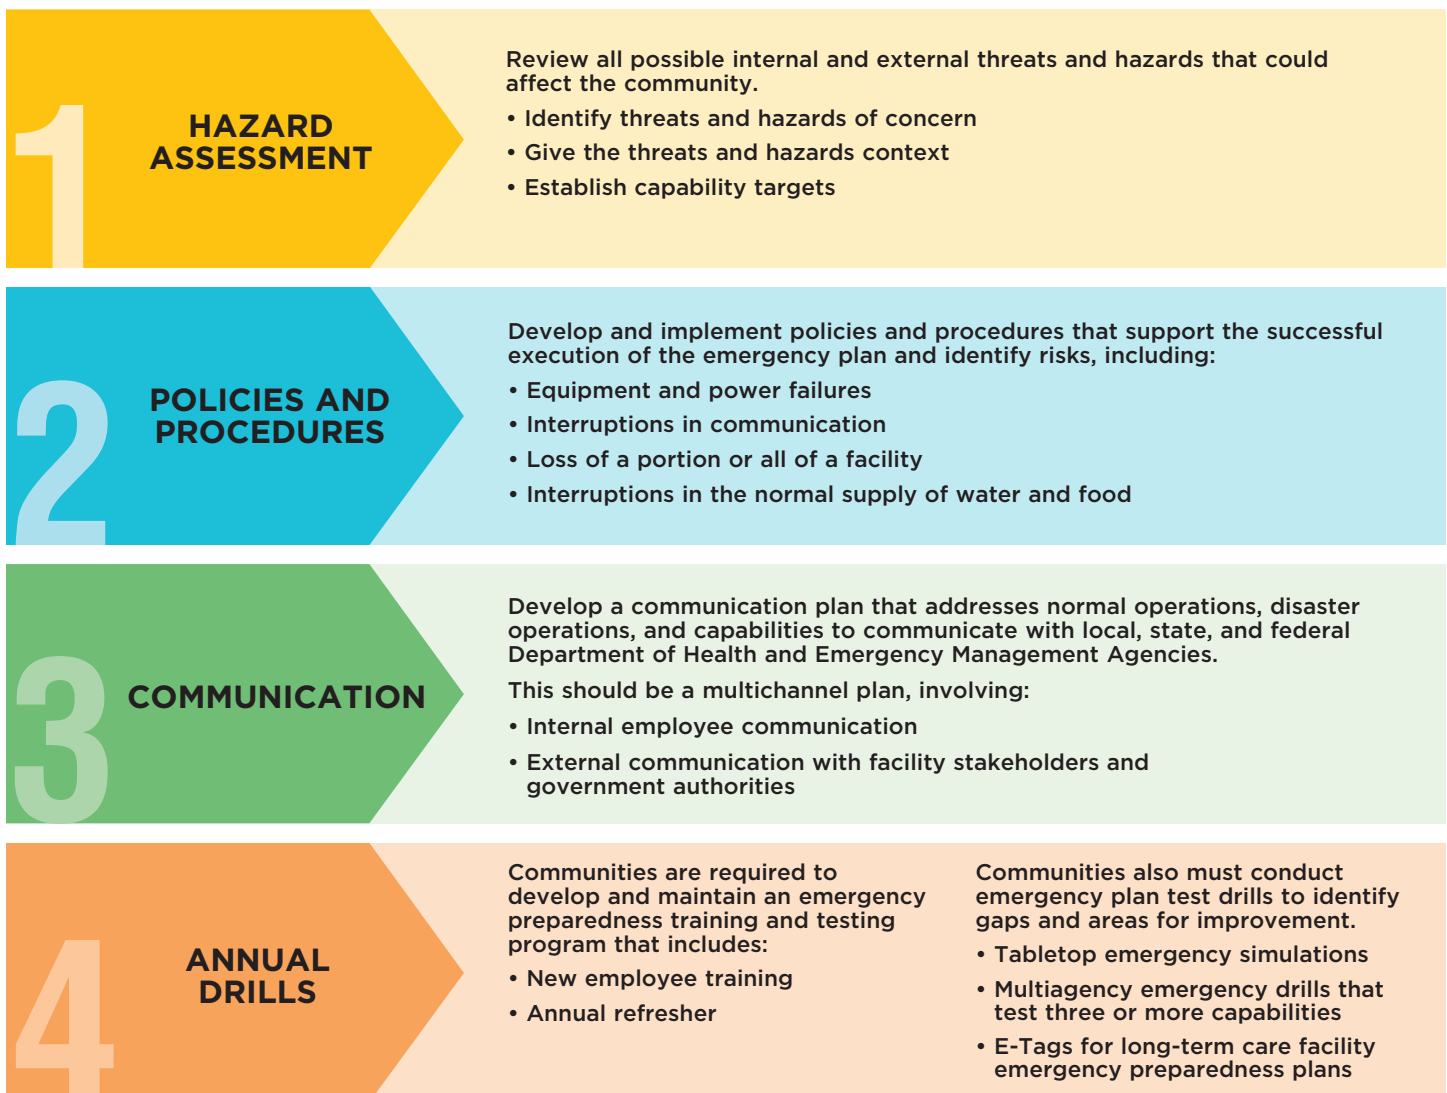 1
HAZARD
ASSESSMENT
Review all possible internal and external threats and hazards that could
affect the community.
• Identify threats and hazards of concern
• Give the threats and hazards context
• Establish capability targets
2
POLICIES AND
PROCEDURES
Develop and implement policies and procedures that support the successful
execution of the emergency plan and identify risks, including:
• Equipment and power failures
• Interruptions in communication
• Loss of a portion or all of a facility
• Interruptions in the normal supply of water and food
3
COMMUNICATION
Develop a communication plan that addresses normal operations, disaster
operations, and capabilities to communicate with local, state, and federal
Department of Health and Emergency Management Agencies.
This should be a multichannel plan, involving:
• Internal employee communication
• External communication with facility stakeholders and
government authorities
4
ANNUAL
DRILLS
Communities are required to
develop and maintain an emergency
preparedness training and testing
program that includes:
• New employee training
• Annual refresher
Communities also must conduct
emergency plan test drills to identify
gaps and areas for improvement.
• Tabletop emergency simulations
• Multiagency emergency drills that
test three or more capabilities
• E-Tags for long-term care facility
emergency preparedness plans